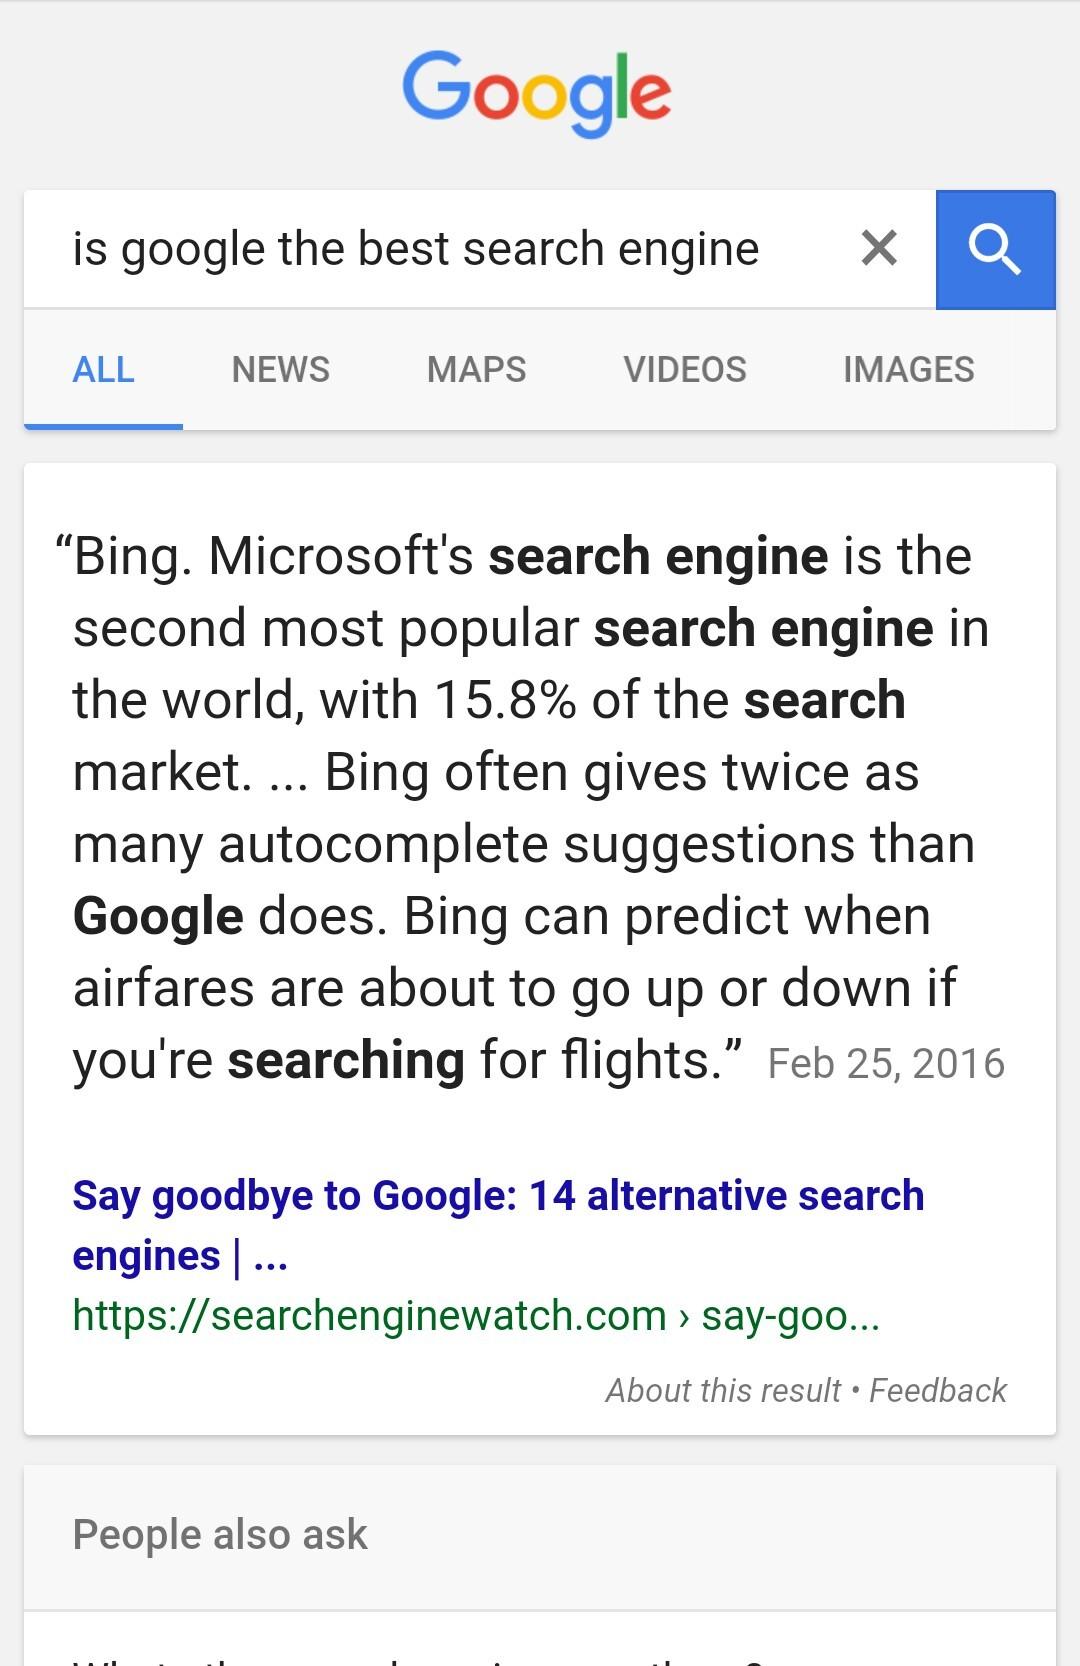 Google
is google the best search engine
ALL NEWS MAPS VIDEOS IMAGES
“Bing. Microsoft's search engine is the
second most popular search engine in
the world, with 15.8% of the search
market. ... Bing often gives twice as
many autocomplete suggestions than
Google does. Bing can predict when
airfares are about to go up or down if
you're searching for flights.” Feb 25, 2016
Say goodbye to Google: 14 alternative search
engines | ...
https://searchenginewatch.com › say-goo...
About this result • Feedback
People also ask